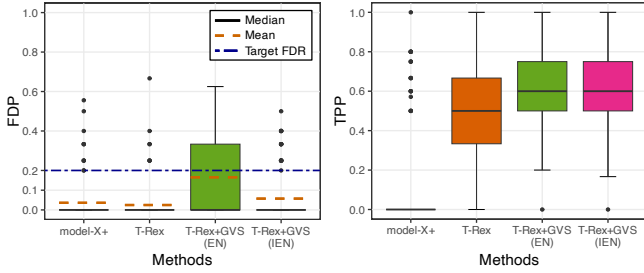 1.0
0.8
0.6
0.4
0.2
0.1
0.0
FDP
Median
Mean
Target FDR
model-X+
T-Rex
T-Rex+GVS
(EN)
T-Rex+GVS
(IEN)
Methods
1.0
0.8
0.6
0.4
0.2
0.0
TPP
model-X+
T-Rex
T-Rex+GVS
(EN)
T-Rex+GVS
(IEN)
Methods